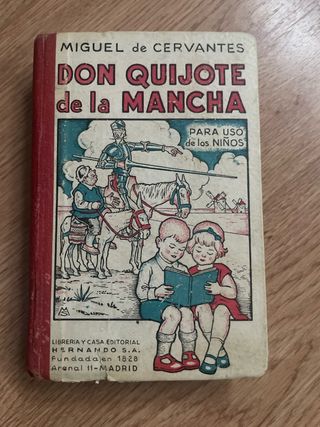 MIGUEL de CERVANTES
DON QUIJOTE
de la MANCHA
PARA USO
de los NIÑOS
LIBRERIA Y CASA EDITORIAL
HERNANDO S.A.
Fundada en 1828
Arenal 11-MADRID